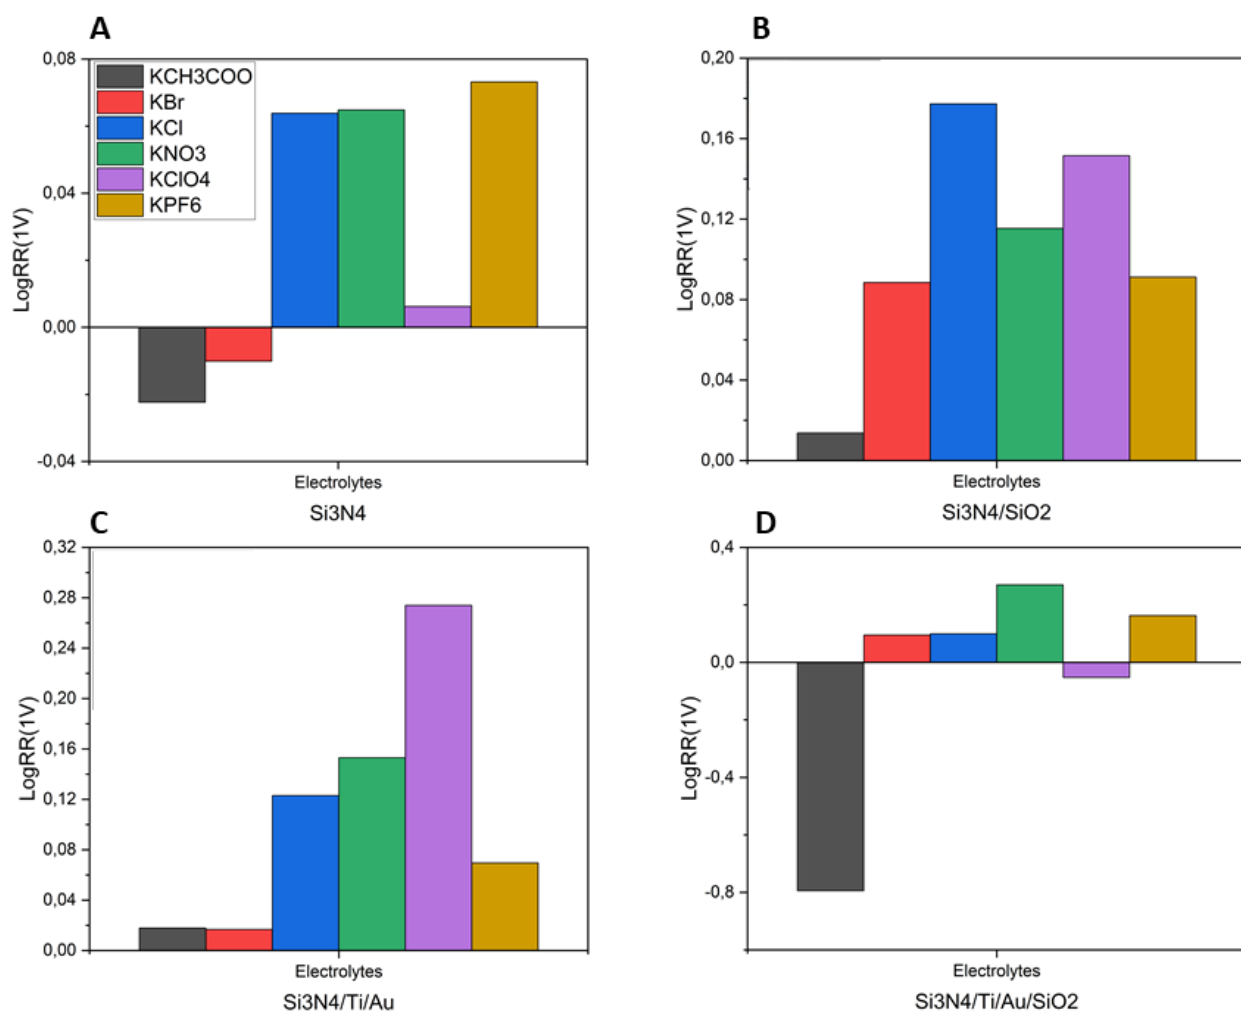 A
LogRR(1V)
0,08
0,04
0,00
-0,04
KCH3COO
KBr
KCl
KNO3
KClO4
KPF6
Electrolytes
Si3N4
B
LogRR(1V)
0,20
0,16
0,12
0,08
0,04
0,00
Electrolytes
Si3N4/SiO2
C
LogRR(1V)
0,32
0,28
0,24
0,20
0,16
0,12
0,08
0,04
0,00
Electrolytes
Si3N4/Ti/Au
D
LogRR(1V)
0,4
0,0
-0,4
-0,8
Electrolytes
Si3N4/Ti/Au/SiO2